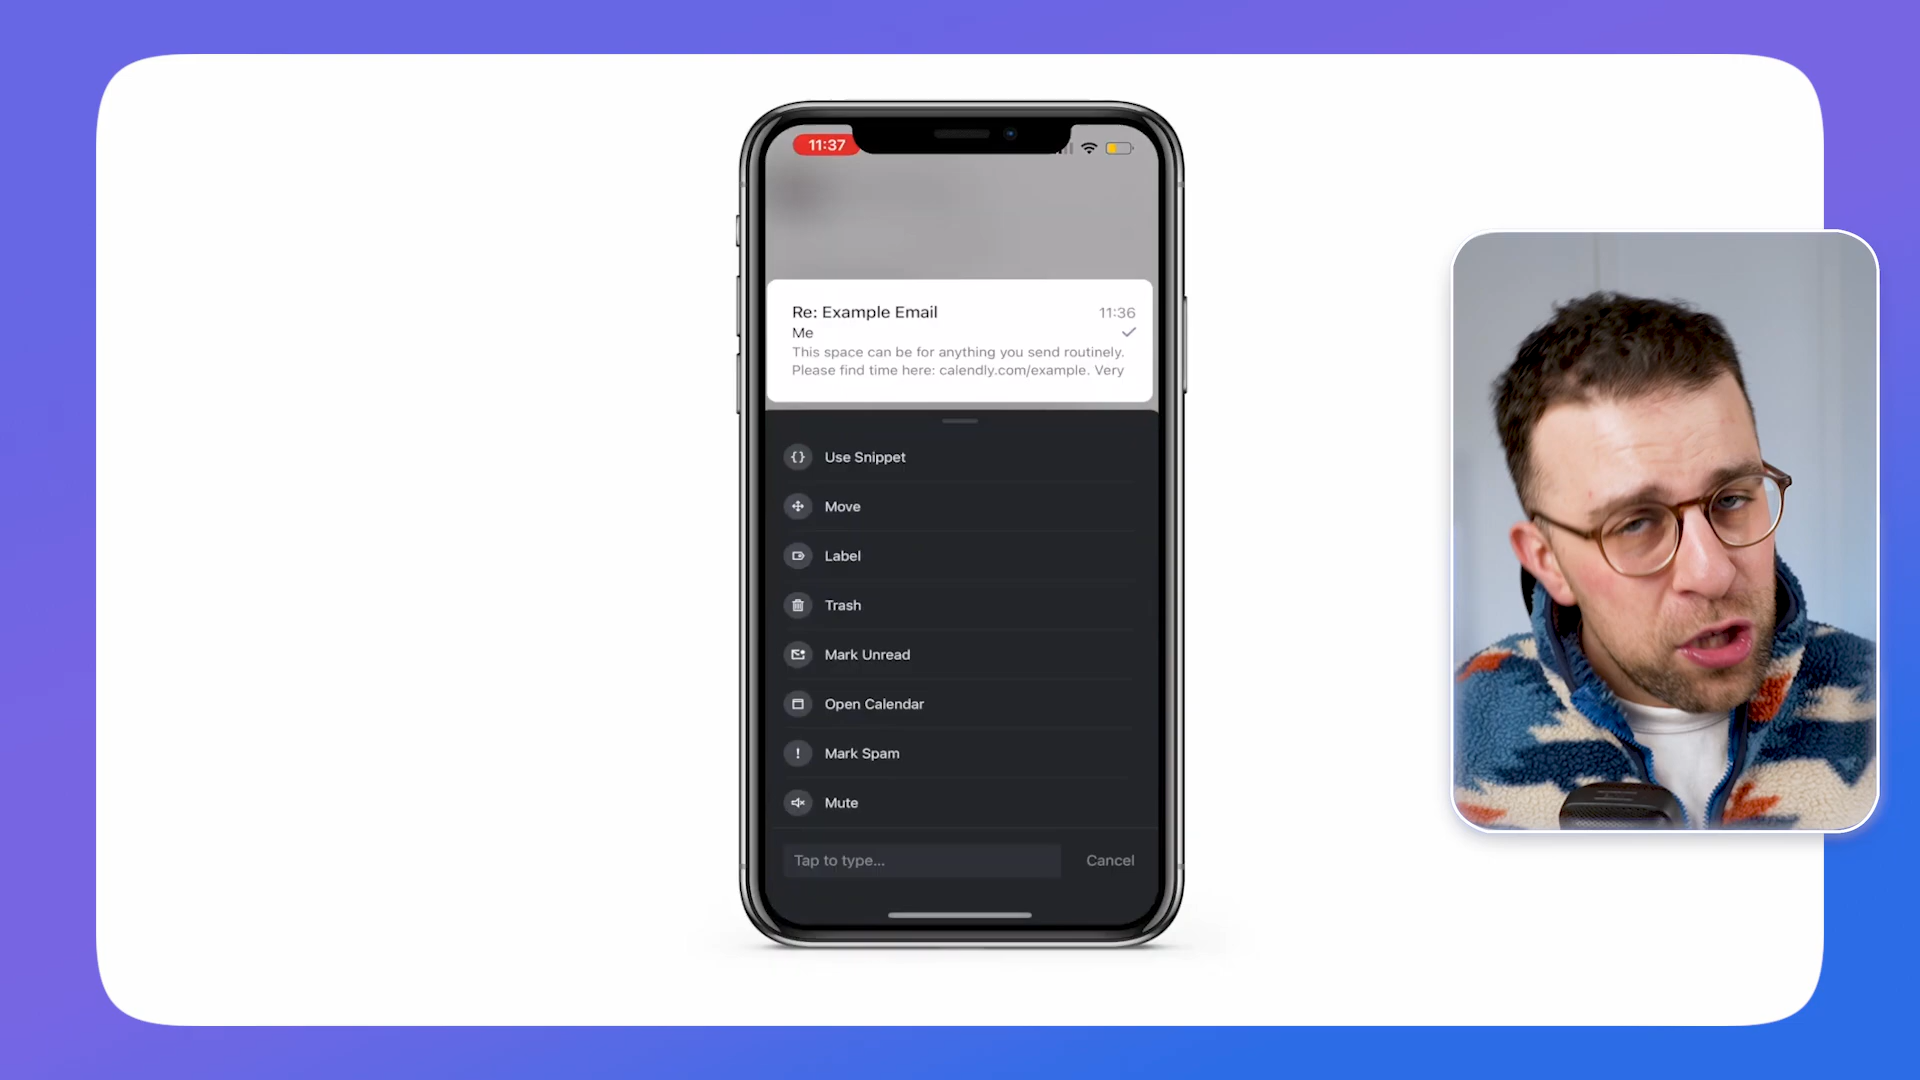 11:37
Re: Example Email 11:36
Me
This space can be for anything you send routinely.
Please find time here: calendly.com/example. Very
Use Snippet
Move
Label
Trash
Mark Unread
Open Calendar
Mark Spam
Mute
Tap to type... Cancel